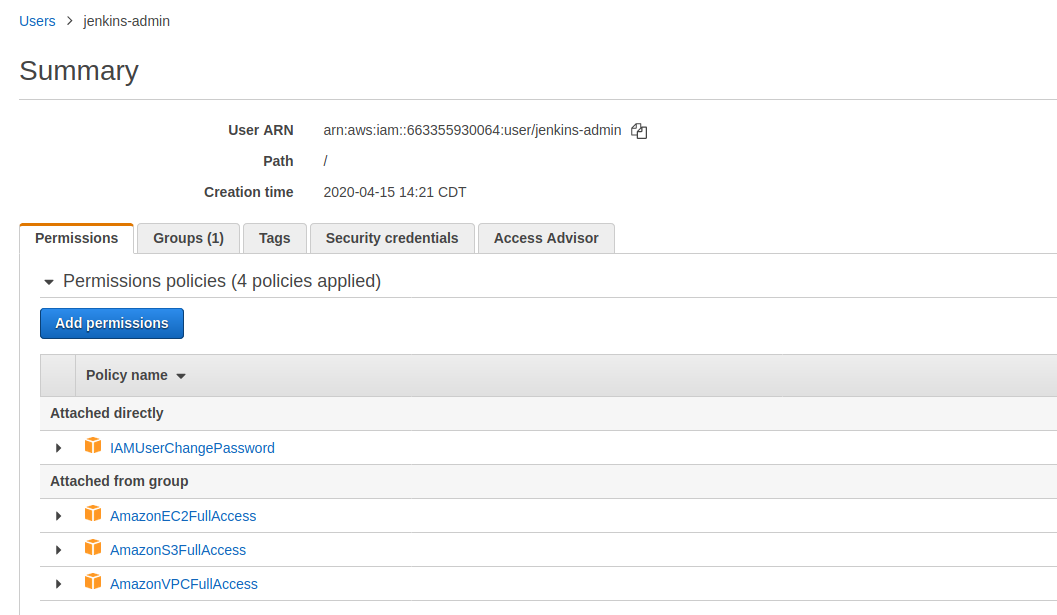 Users > jenkins-admin
Summary
User ARN arn:aws:iam::663355930064:user/jenkins-admin
Path /
Creation time 2020-04-15 14:21 CDT
Permissions Groups (1) Tags Security credentials Access Advisor
Permissions policies (4 policies applied)
Add permissions
Policy name
Attached directly
IAMUserChangePassword
Attached from group
AmazonEC2FullAccess
AmazonS3FullAccess
AmazonVPCFullAccess